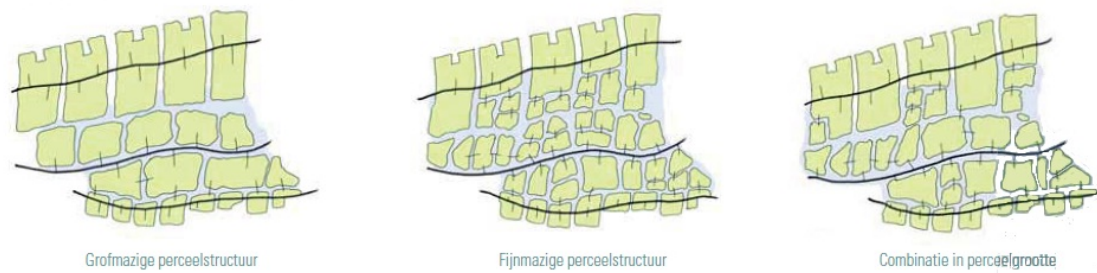 Grofmazige perceelstructuur
Fijnmazige perceelstructuur
Combinatie in perceelgrootte